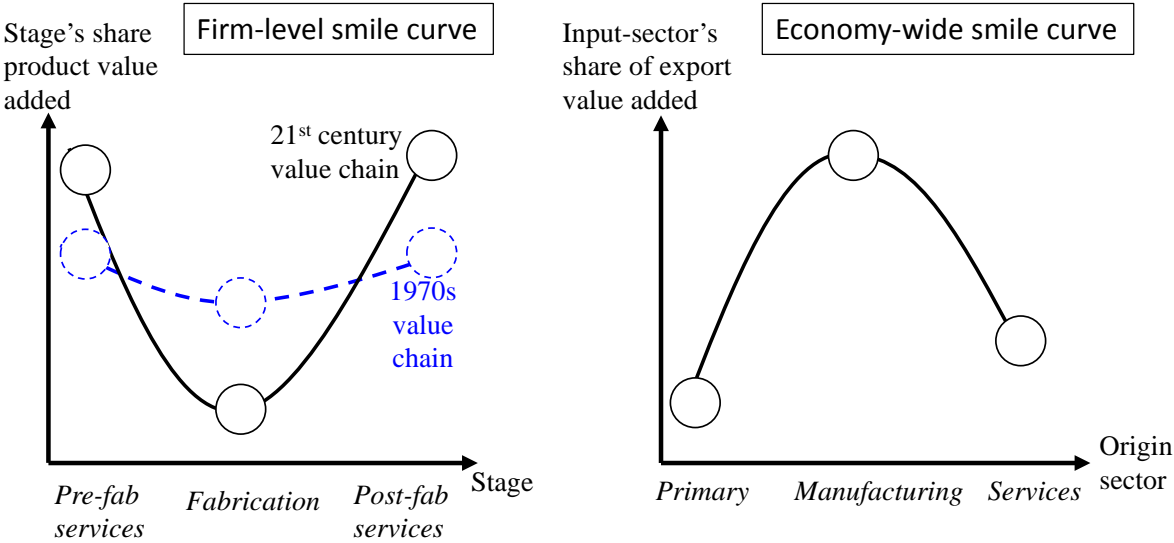 Stage's share
product value
added
Firm-level smile curve
21st century
value chain
1970s
value
chain
Stage
Pre-fab
services
Fabrication
Post-fab
services
Input-sector's
share of export
value added
Economy-wide smile curve
Origin
sector
Primary
Manufacturing
Services